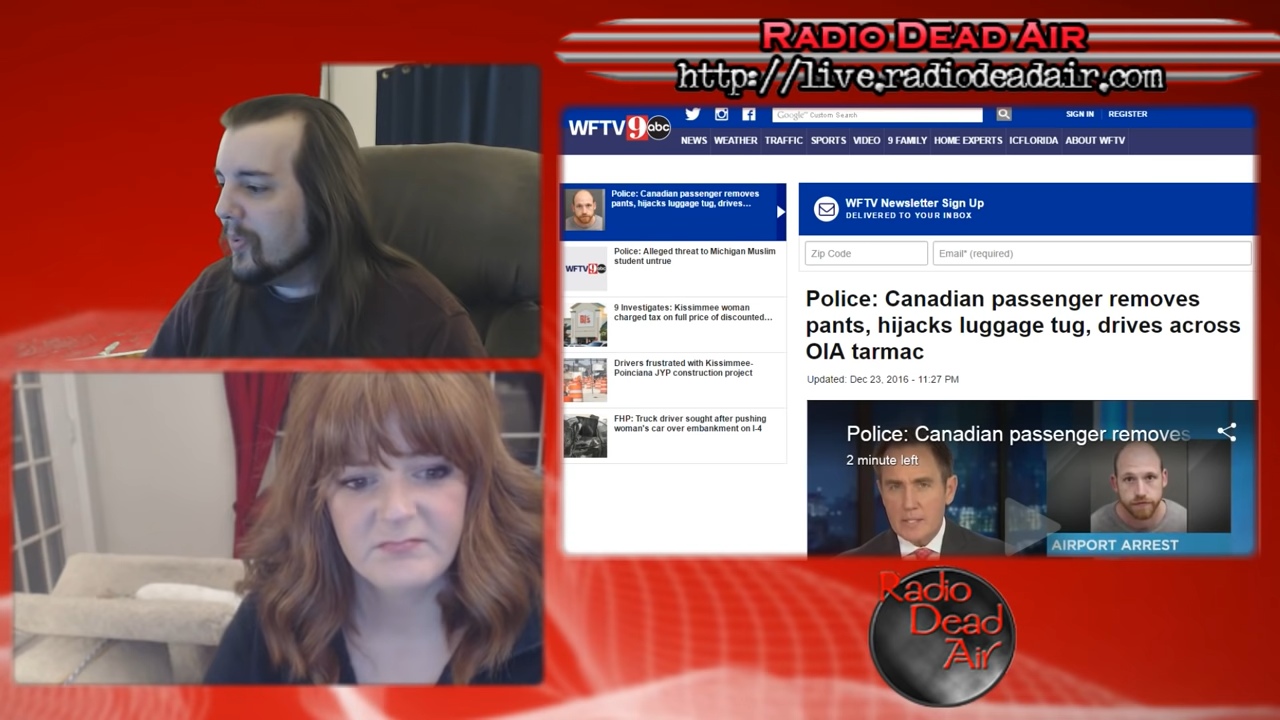 Radio Dead Air
http://live.radiodeadair.com
WFTV 9 abc
Google™ Custom Search
SIGN IN
REGISTER
NEWS
WEATHER
TRAFFIC
SPORTS
VIDEO
9 FAMILY
HOME EXPERTS
ICFLORIDA
ABOUT WFTV
Police: Canadian passenger removes
pants, hijacks luggage tug, drives…
WFTV 9
Police: Alleged threat to Michigan Muslim
student untrue
9 Investigates: Kissimmee woman
charged tax on full price of discounted…
Drivers frustrated with Kissimmee-
Poinciana JYP construction project
FHP: Truck driver sought after pushing
woman's car over embankment on I-4
WFTV Newsletter Sign Up
DELIVERED TO YOUR INBOX
Zip Code
Email* (required)
Police: Canadian passenger removes
pants, hijacks luggage tug, drives across
OIA tarmac
Updated: Dec 23, 2016 - 11:27 PM
Police: Canadian passenger removes
2 minute left
AIRPORT ARREST
Radio
Dead
Air